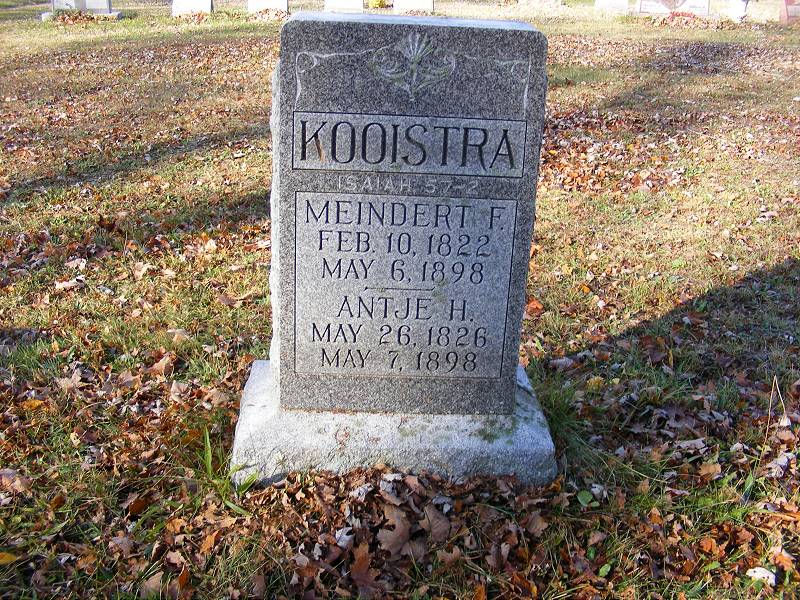 KOOISTRA
ISAIAH 57-2
MEINDERT F.
FEB. 10, 1822
MAY 6, 1898
ANTJE H.
MAY 26, 1826
MAY 7, 1898